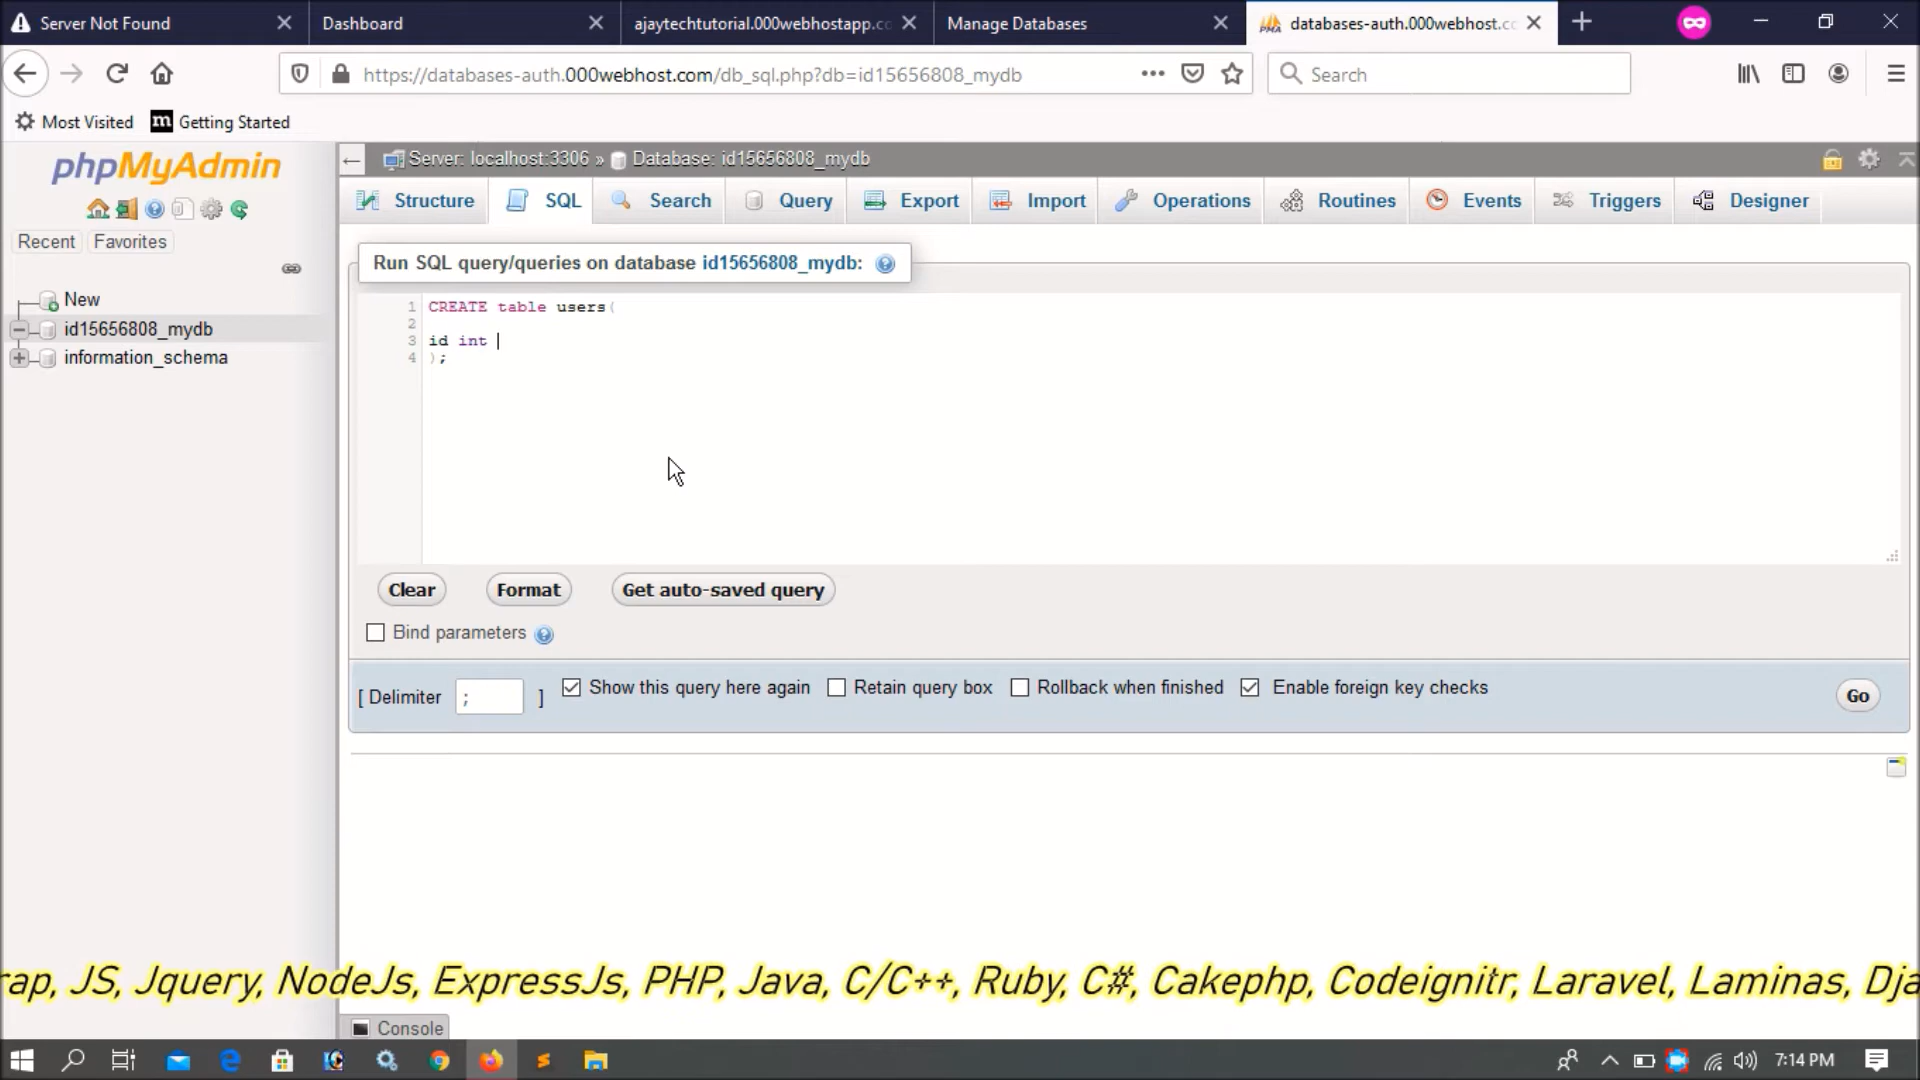 Server Not Found
Dashboard
ajaytechtutorial.000webhostapp.co
Manage Databases
PMA
databases-auth.000webhost.co
https://databases-auth.000webhost.com/db_sql.php?db=id15656808_mydb
Search
Most Visited
m Getting Started
phpMyAdmin
Recent
Favorites
New
id15656808_mydb
information_schema
Server: localhost:3306 » Database: id15656808_mydb
Structure
SQL
Search
Query
Export
Import
Operations
Routines
Events
Triggers
Designer
Run SQL query/queries on database id15656808_mydb:
1 CREATE table users(
2
3 id int
4 );
Clear
Format
Get auto-saved query
Bind parameters
[ Delimiter ; ]
Show this query here again
Retain query box
Rollback when finished
Enable foreign key checks
Go
rap, JS, Jquery, NodeJs, ExpressJs, PHP, Java, C/C++, Ruby, C#, Cakephp, Codeignitr, Laravel, Laminas, Dja
Console
7:14 PM